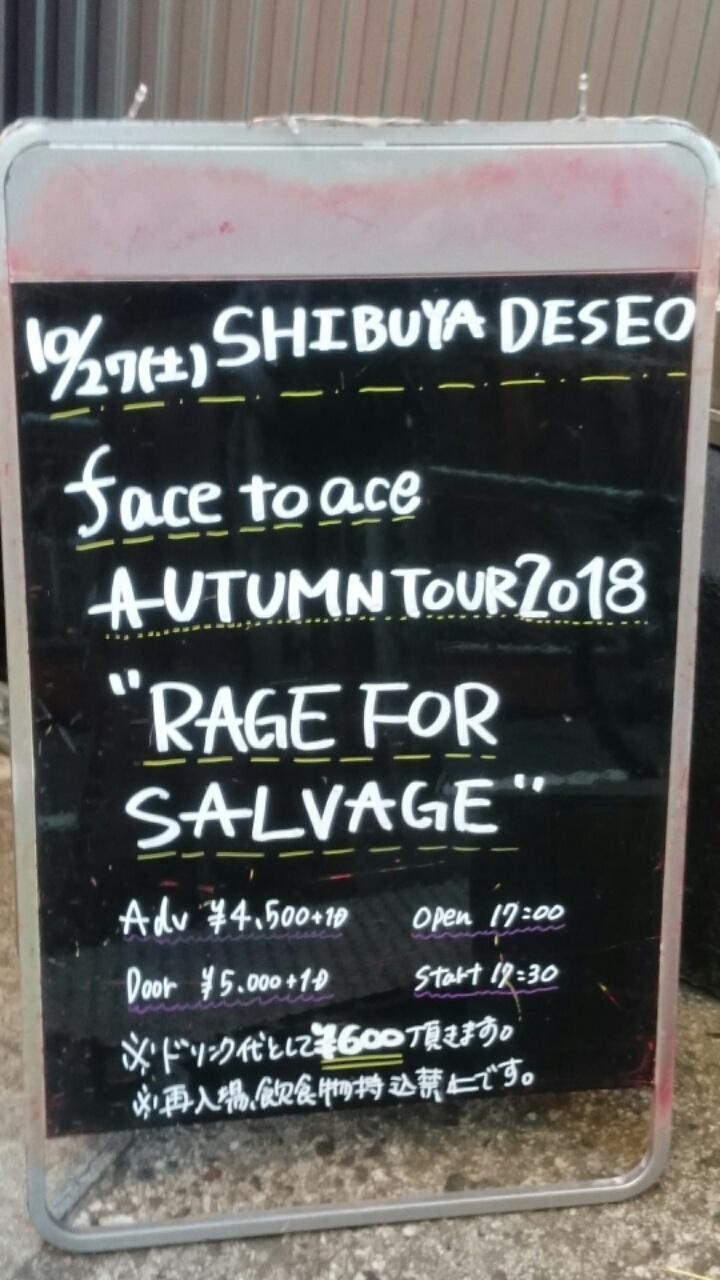 10/27(土) SHIBUYA DESEO
face to ace
AUTUMN TOUR 2018
"RAGE FOR
SALVAGE"
Adv ¥4,500+1D Open 17:00
Door ¥5.000+1D Start 17:30
※ドリンク代として¥600頂きます。
※再入場、飲食物持込禁止です。